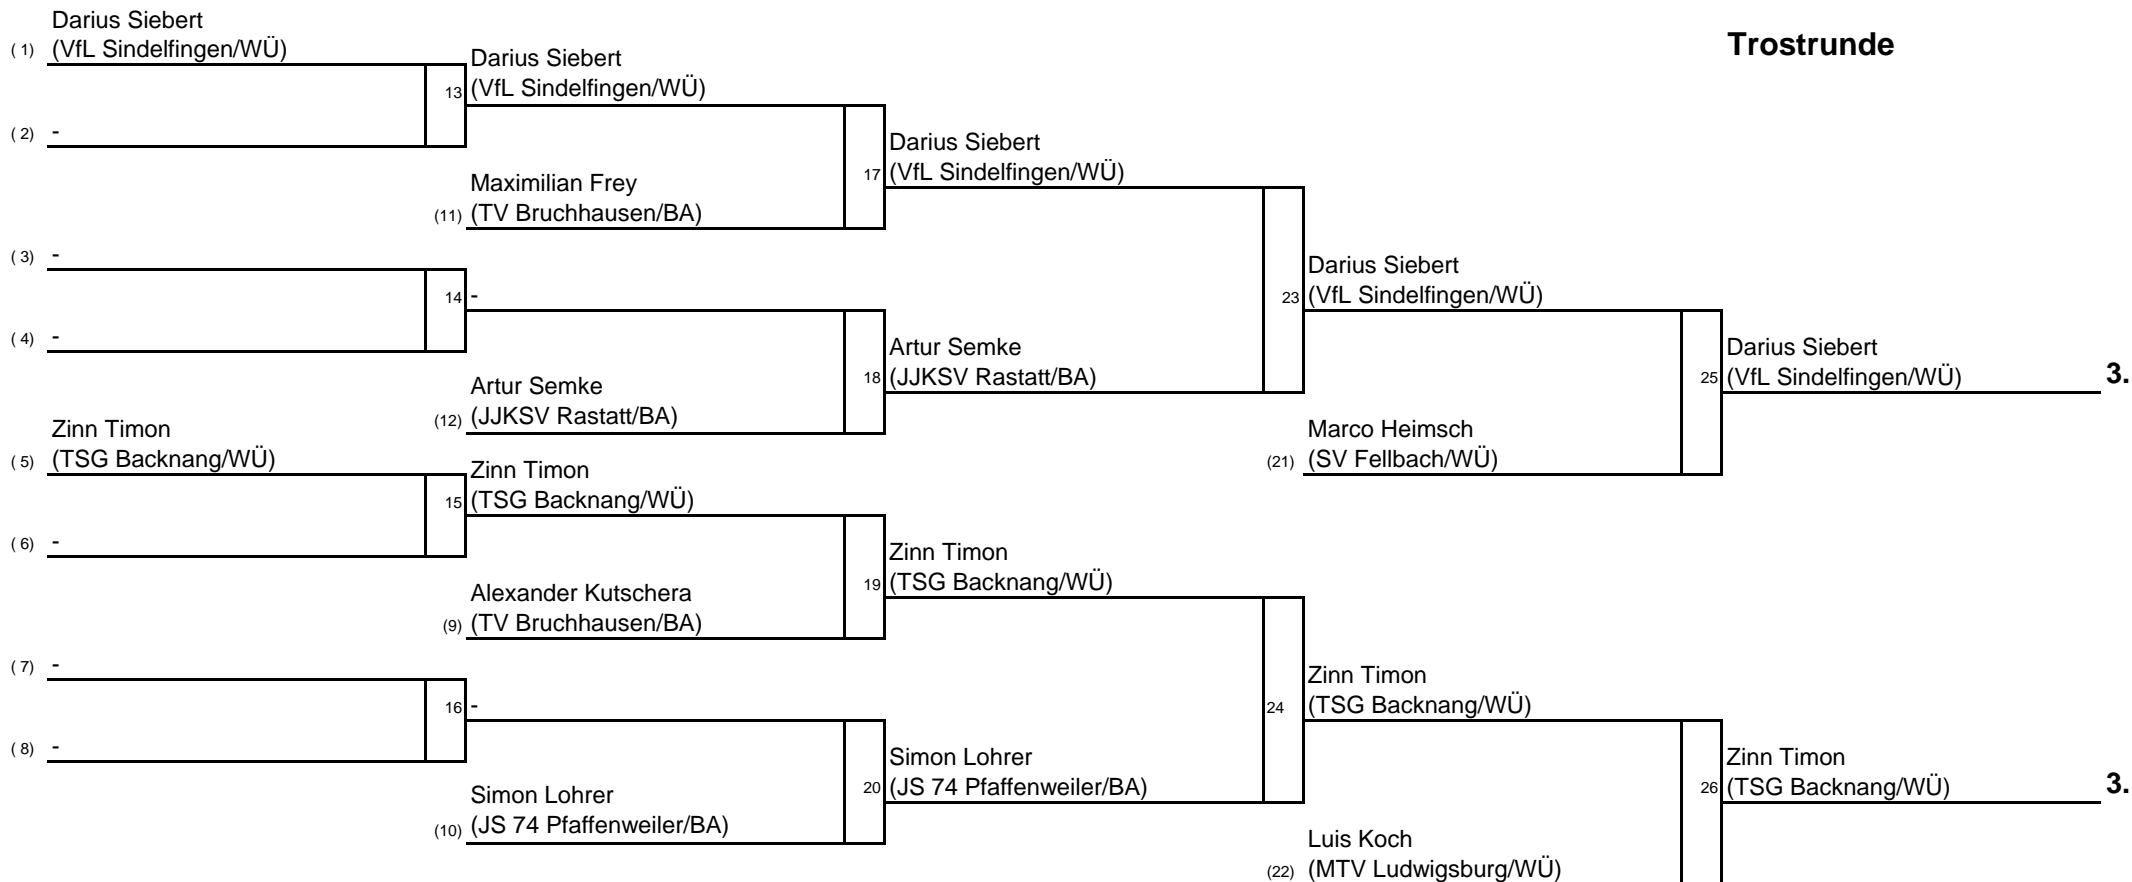 Trostrunde
Darius Siebert
( 1) (VfL Sindelfingen/WÜ)
Darius Siebert
13 (VfL Sindelfingen/WÜ)
( 2) -
Darius Siebert
17 (VfL Sindelfingen/WÜ)
Maximilian Frey
(11) (TV Bruchhausen/BA)
( 3) -
Darius Siebert
14 -
23 (VfL Sindelfingen/WÜ)
( 4) -
Artur Semke
18 (JJKSV Rastatt/BA)
Darius Siebert
25 (VfL Sindelfingen/WÜ) 3.
Artur Semke
(12) (JJKSV Rastatt/BA)
Zinn Timon
( 5) (TSG Backnang/WÜ)
Marco Heimsch
(21) (SV Fellbach/WÜ)
Zinn Timon
15 (TSG Backnang/WÜ)
( 6) -
Zinn Timon
19 (TSG Backnang/WÜ)
Alexander Kutschera
(9) (TV Bruchhausen/BA)
( 7) -
Zinn Timon
16 -
24 (TSG Backnang/WÜ)
( 8) -
Simon Lohrer
20 (JS 74 Pfaffenweiler/BA)
Zinn Timon
26 (TSG Backnang/WÜ) 3.
Simon Lohrer
(10) (JS 74 Pfaffenweiler/BA)
Luis Koch
(22) (MTV Ludwigsburg/WÜ)